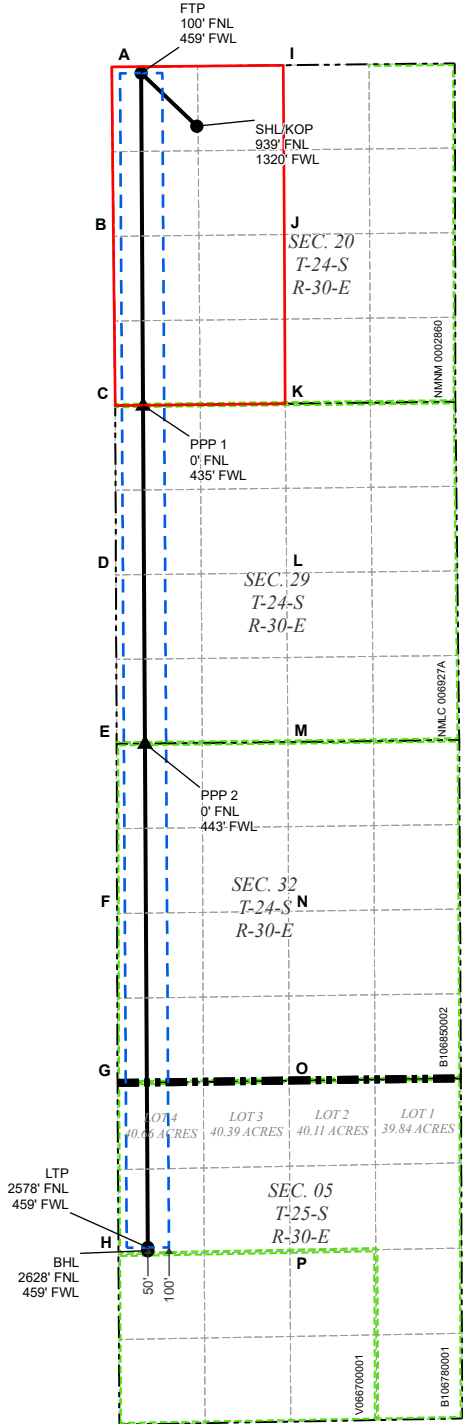 FTP
100' FNL
459' FWL
A
I
SHL/KOP
939' FNL
1320' FWL
B
J
SEC. 20
T-24-S
R-30-E
NMNM 0002860
C
K
PPP 1
0' FNL
435' FWL
D
L
SEC. 29
T-24-S
R-30-E
NMLC 006927A
E
M
PPP 2
0' FNL
443' FWL
SEC. 32
T-24-S
R-30-E
F
N
B106850002
G
O
LOT 4
40.66 ACRES
LOT 3
40.39 ACRES
LOT 2
40.11 ACRES
LOT 1
39.84 ACRES
LTP
2578' FNL
459' FWL
SEC. 05
T-25-S
R-30-E
H
P
BHL
2628' FNL
459' FWL
50'
100'
V066700001
B106780001